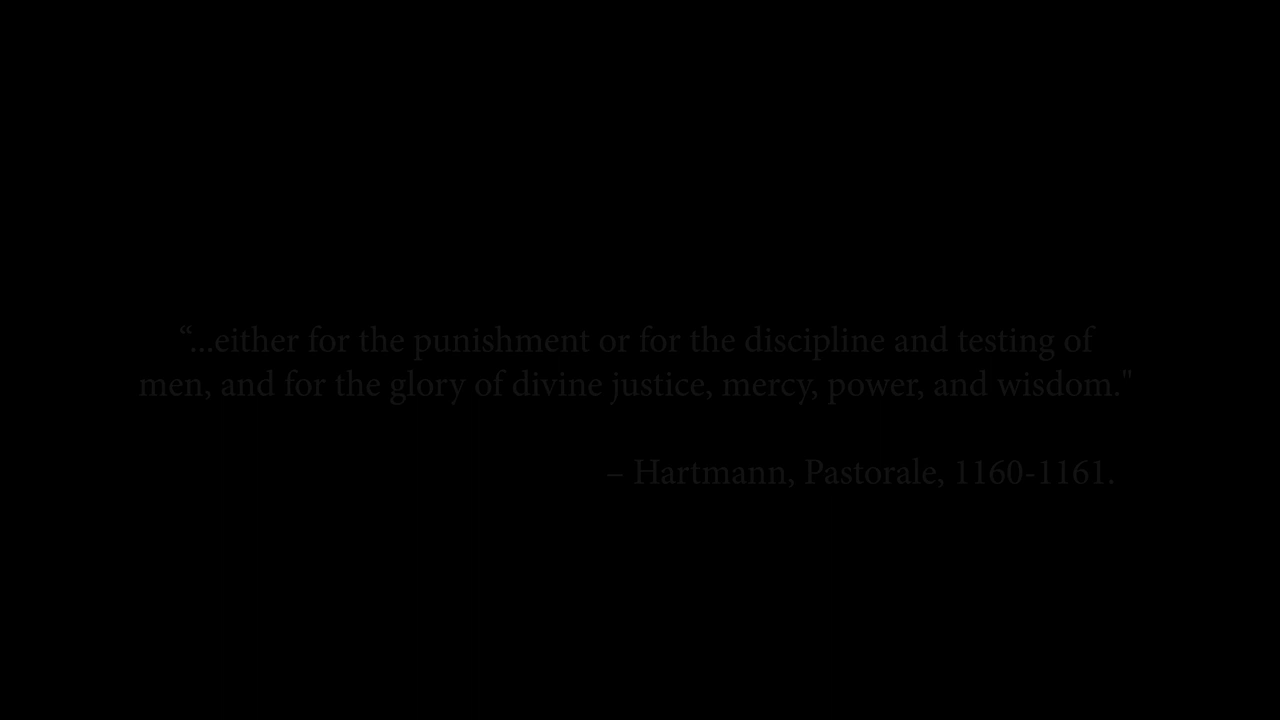 “...either for the punishment or for the discipline and testing of
men, and for the glory of divine justice, mercy, power, and wisdom."
– Hartmann, Pastorale, 1160-1161.